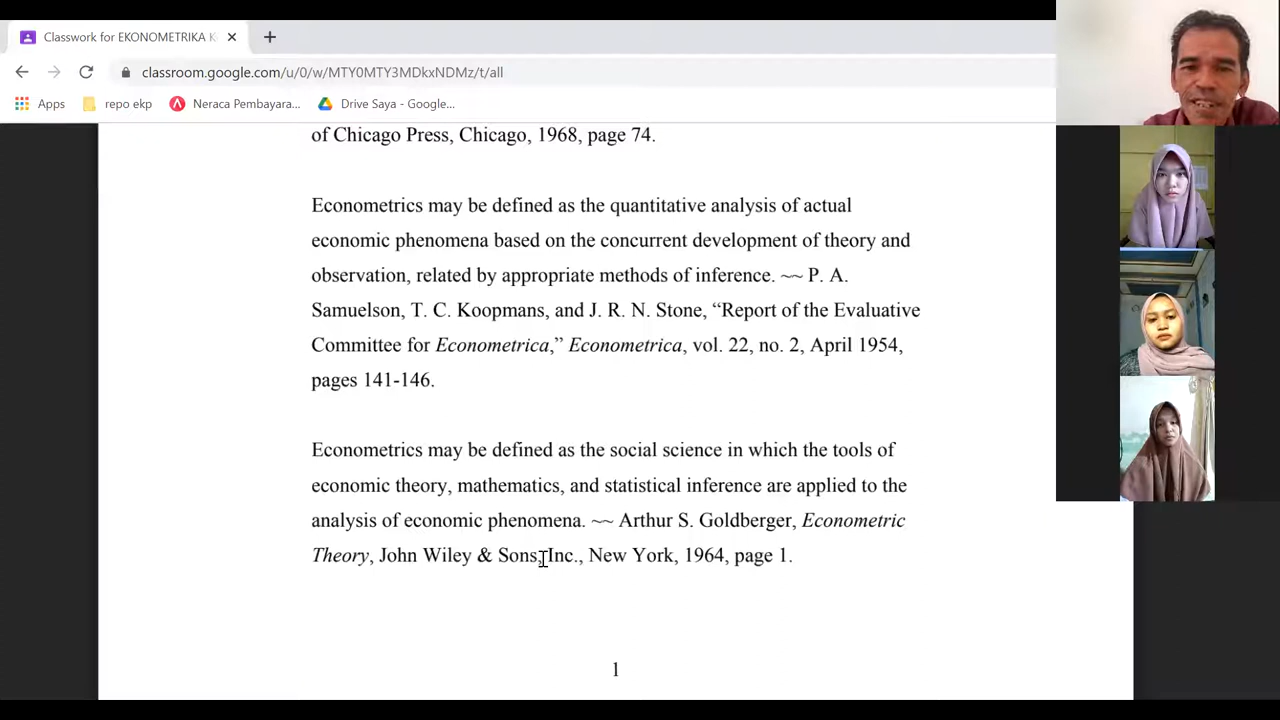 Classwork for EKONOMETRIKA K
classroom.google.com/u/0/w/MTY0MTY3MDkxNDMz/t/all
Apps repo ekp Neraca Pembayara... Drive Saya - Google...
of Chicago Press, Chicago, 1968, page 74.
Econometrics may be defined as the quantitative analysis of actual
economic phenomena based on the concurrent development of theory and
observation, related by appropriate methods of inference. ~~ P. A.
Samuelson, T. C. Koopmans, and J. R. N. Stone, “Report of the Evaluative
Committee for Econometrica,” Econometrica, vol. 22, no. 2, April 1954,
pages 141-146.
Econometrics may be defined as the social science in which the tools of
economic theory, mathematics, and statistical inference are applied to the
analysis of economic phenomena. ~~ Arthur S. Goldberger, Econometric
Theory, John Wiley & Sons, Inc., New York, 1964, page 1.
1